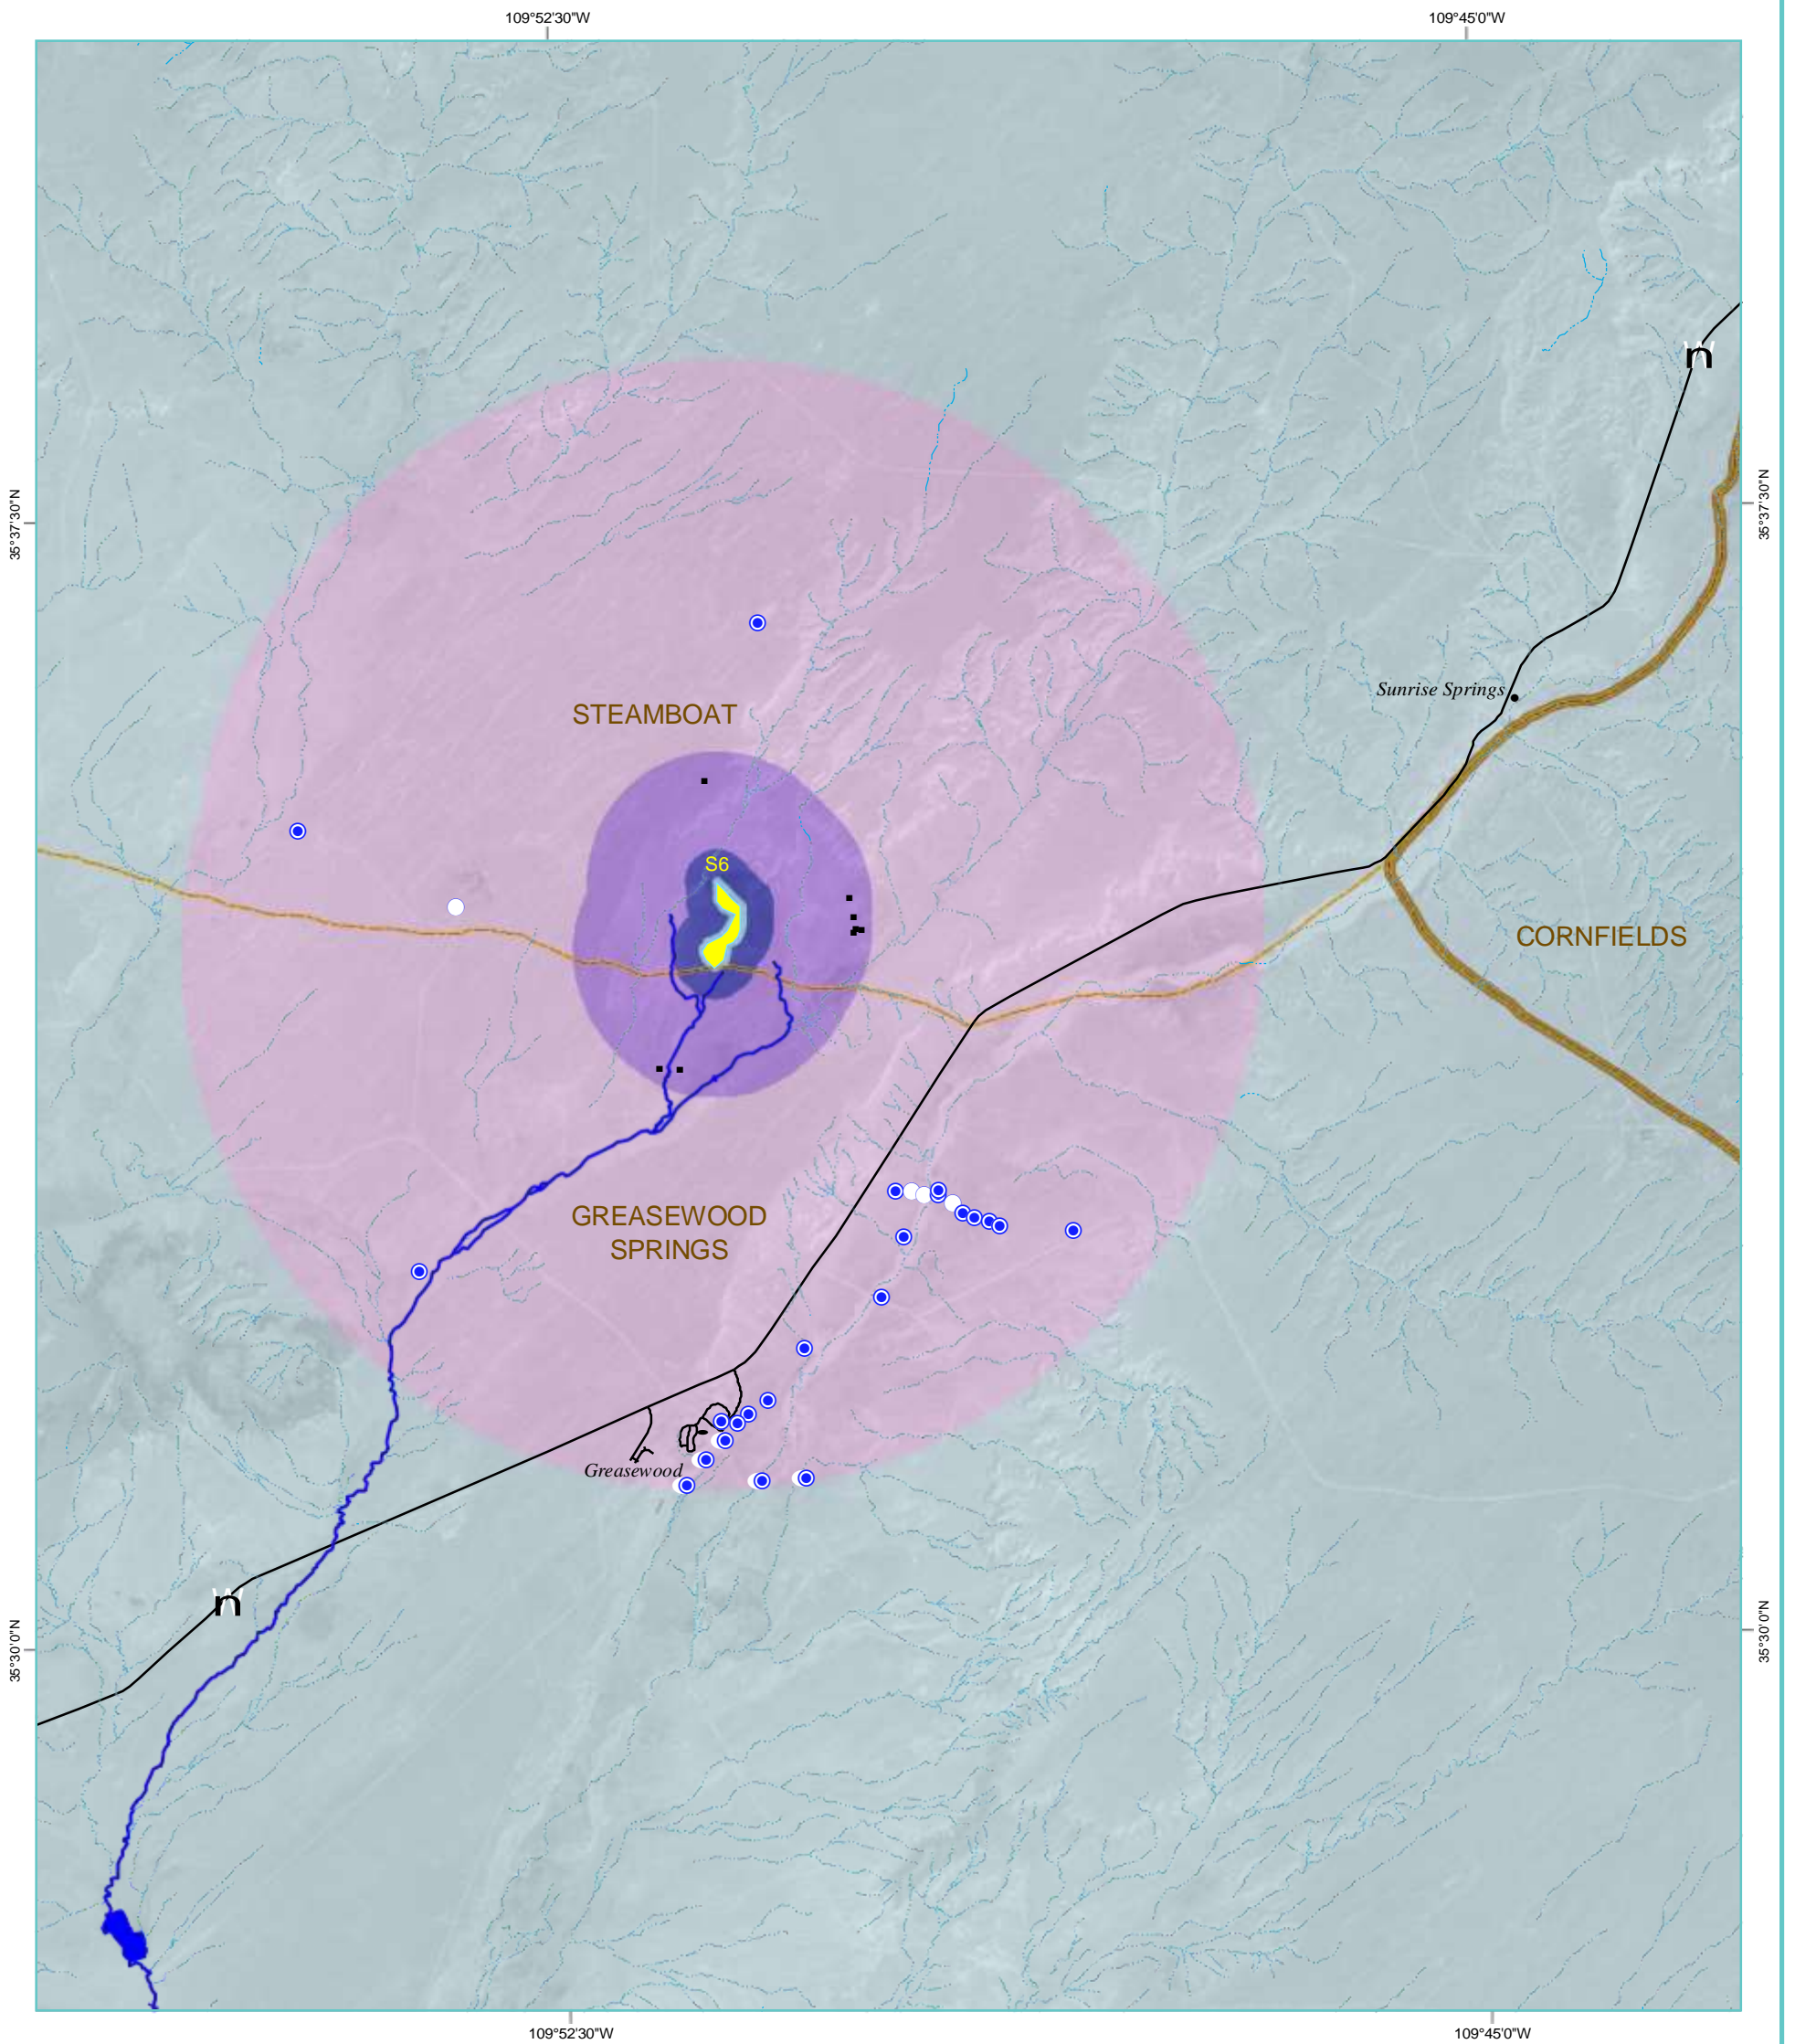 109°52'30"W
109°45'0"W
W
n
35°37'30"N
35°37'30"N
Sunrise Springs
STEAMBOAT
S6
CORNFIELDS
GREASEWOOD
SPRINGS
Greasewood
W
n
35°30'0"N
35°30'0"N
109°52'30"W
109°45'0"W